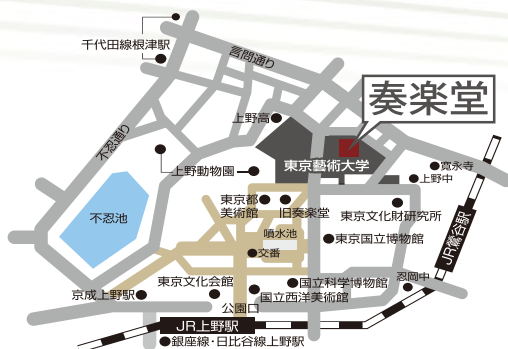 千代田線根津駅
言問通り
不忍通り
上野高
奏楽堂
東京藝術大学
上野動物園
寛永寺
上野中
東京都
美術館
旧奏楽堂
東京文化財研究所
不忍池
噴水池
東京国立博物館
交番
JR鶯谷駅
忍岡中
東京文化会館
国立科学博物館
京成上野駅
国立西洋美術館
公園口
JR上野駅
銀座線・日比谷線上野駅